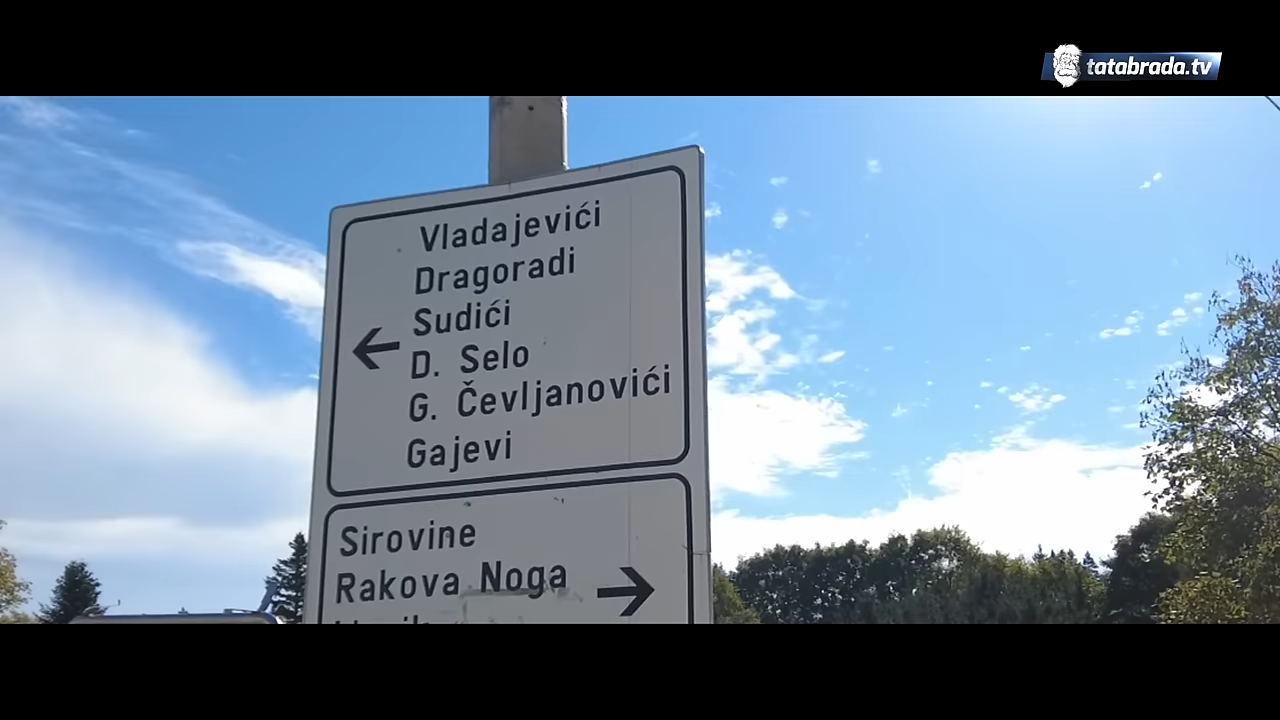 tatabrada.tv
Vladajevići
Dragoradi
Sudići
D. Selo
G. Čevljanovići
Gajevi
Sirovine
Rakova Noga